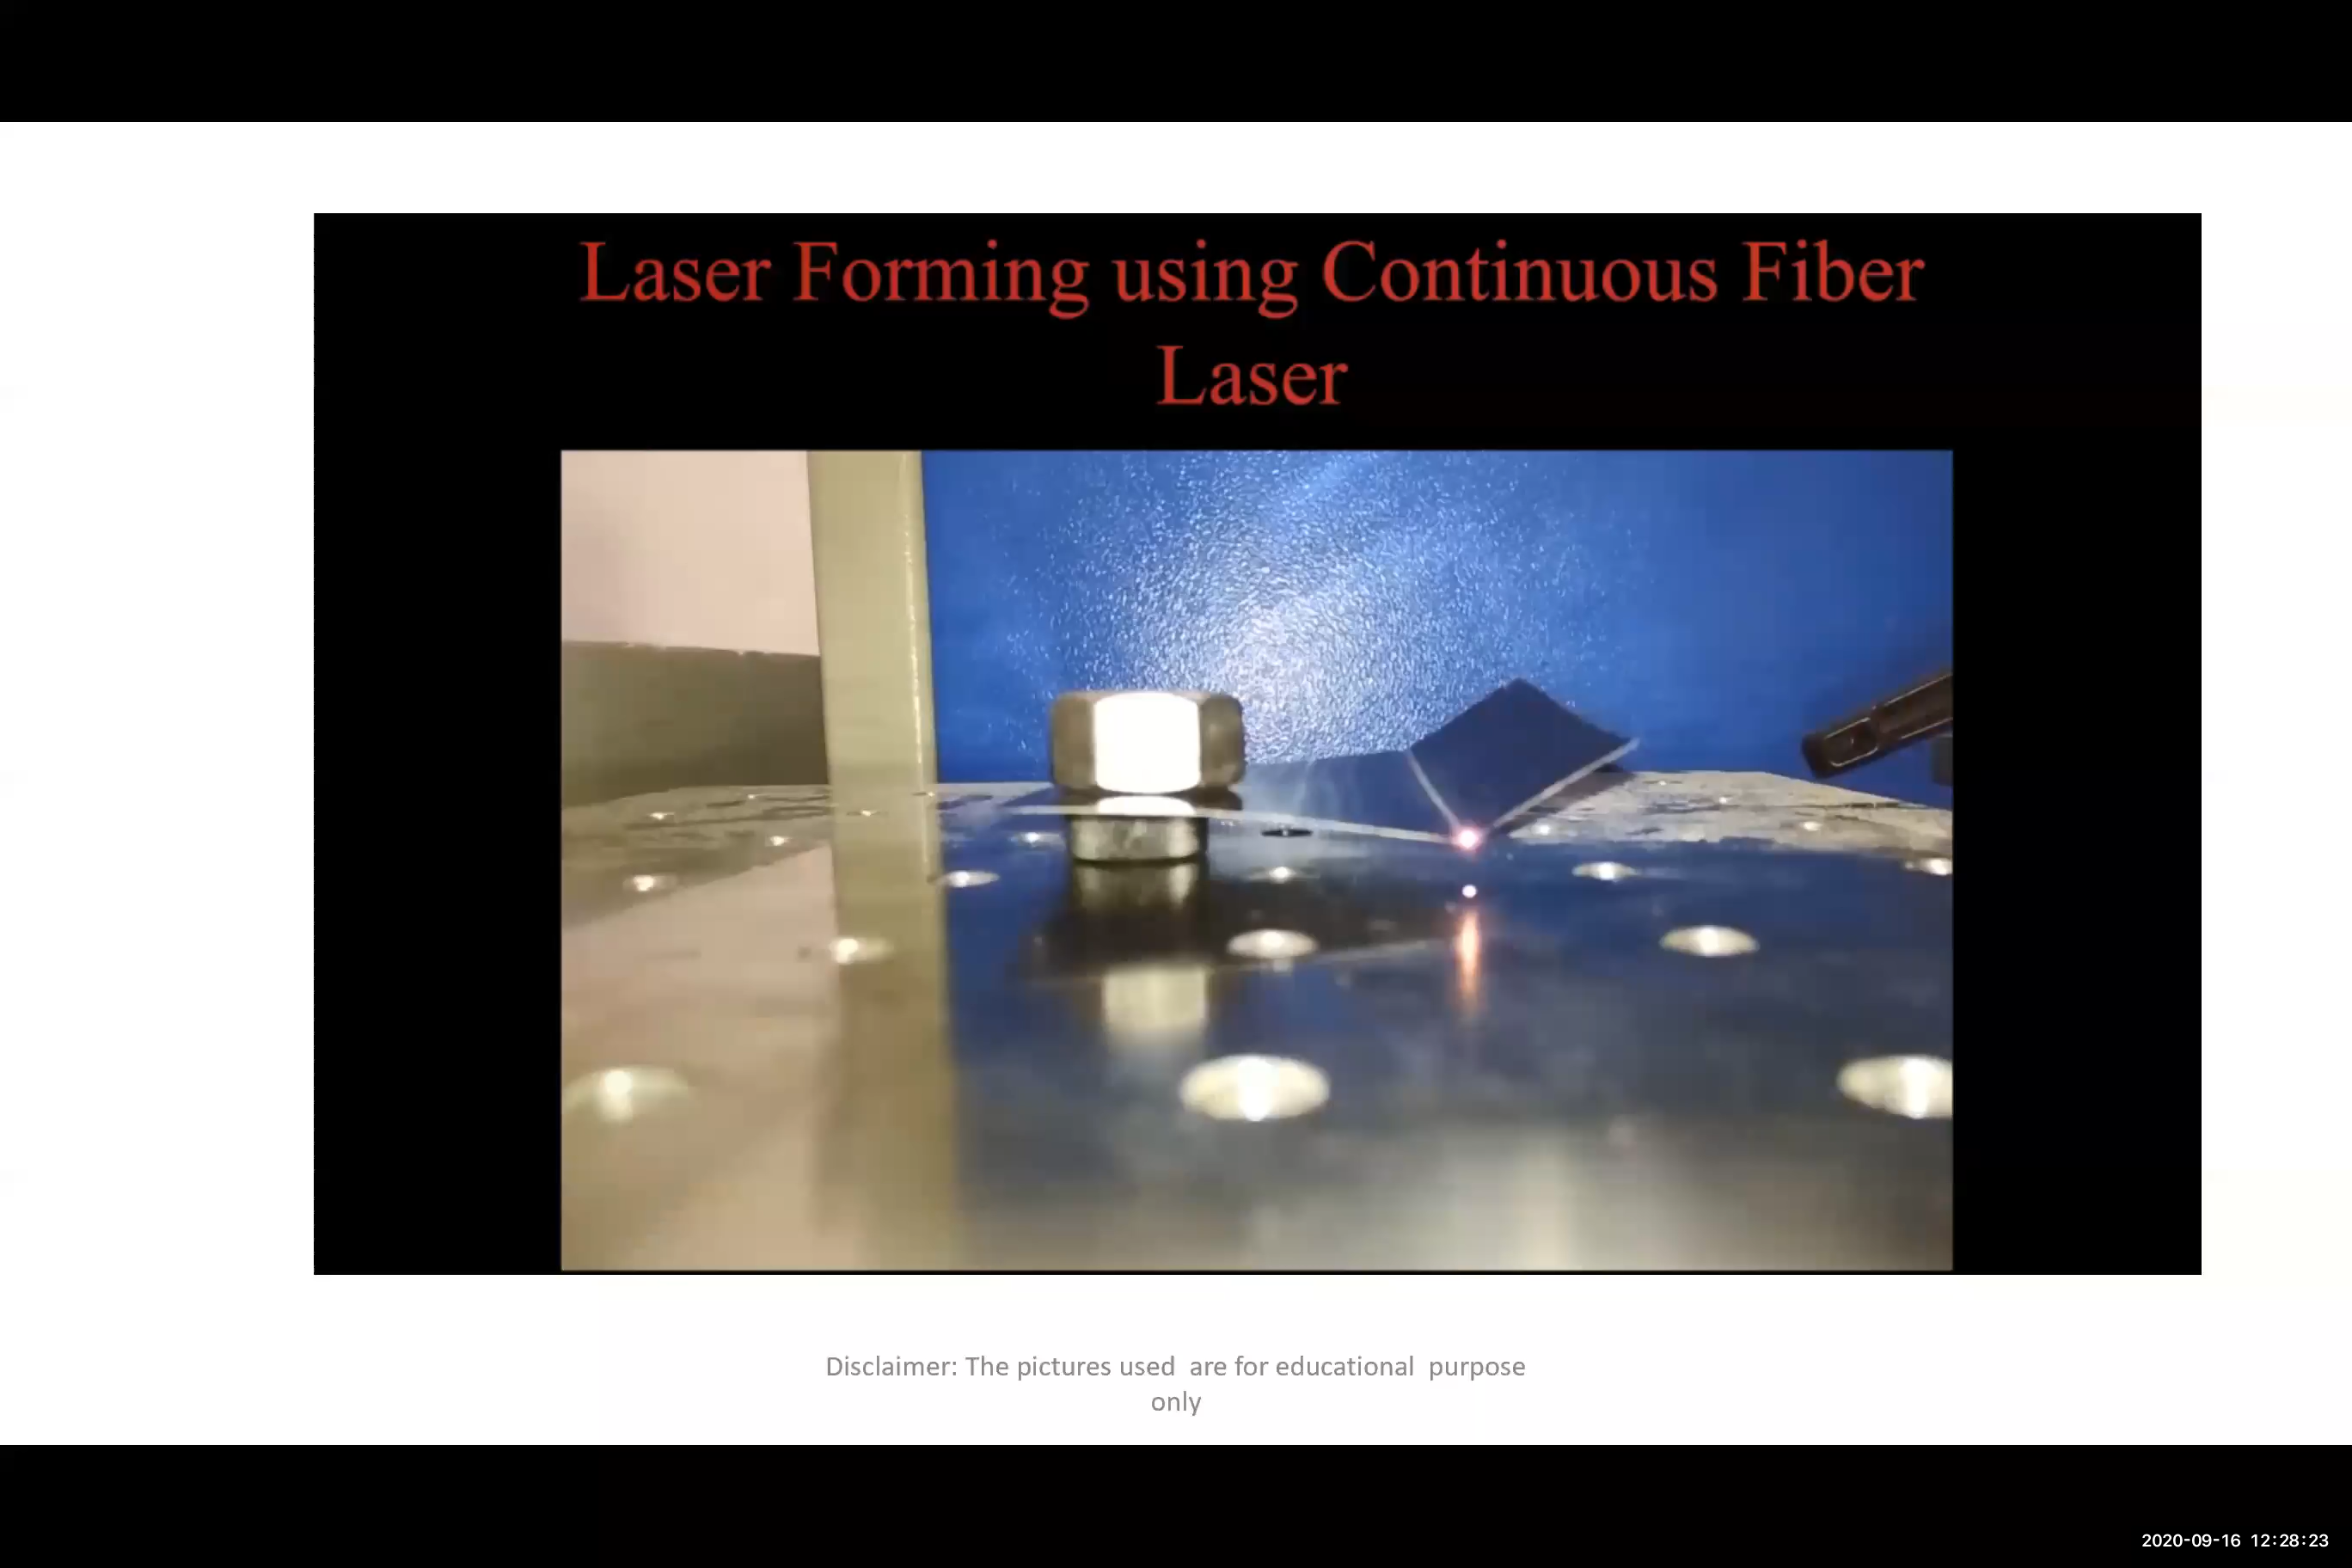 Laser Forming using Continuous Fiber
Laser
Disclaimer: The pictures used  are for educational  purpose
only
2020-09-16 12:28:23